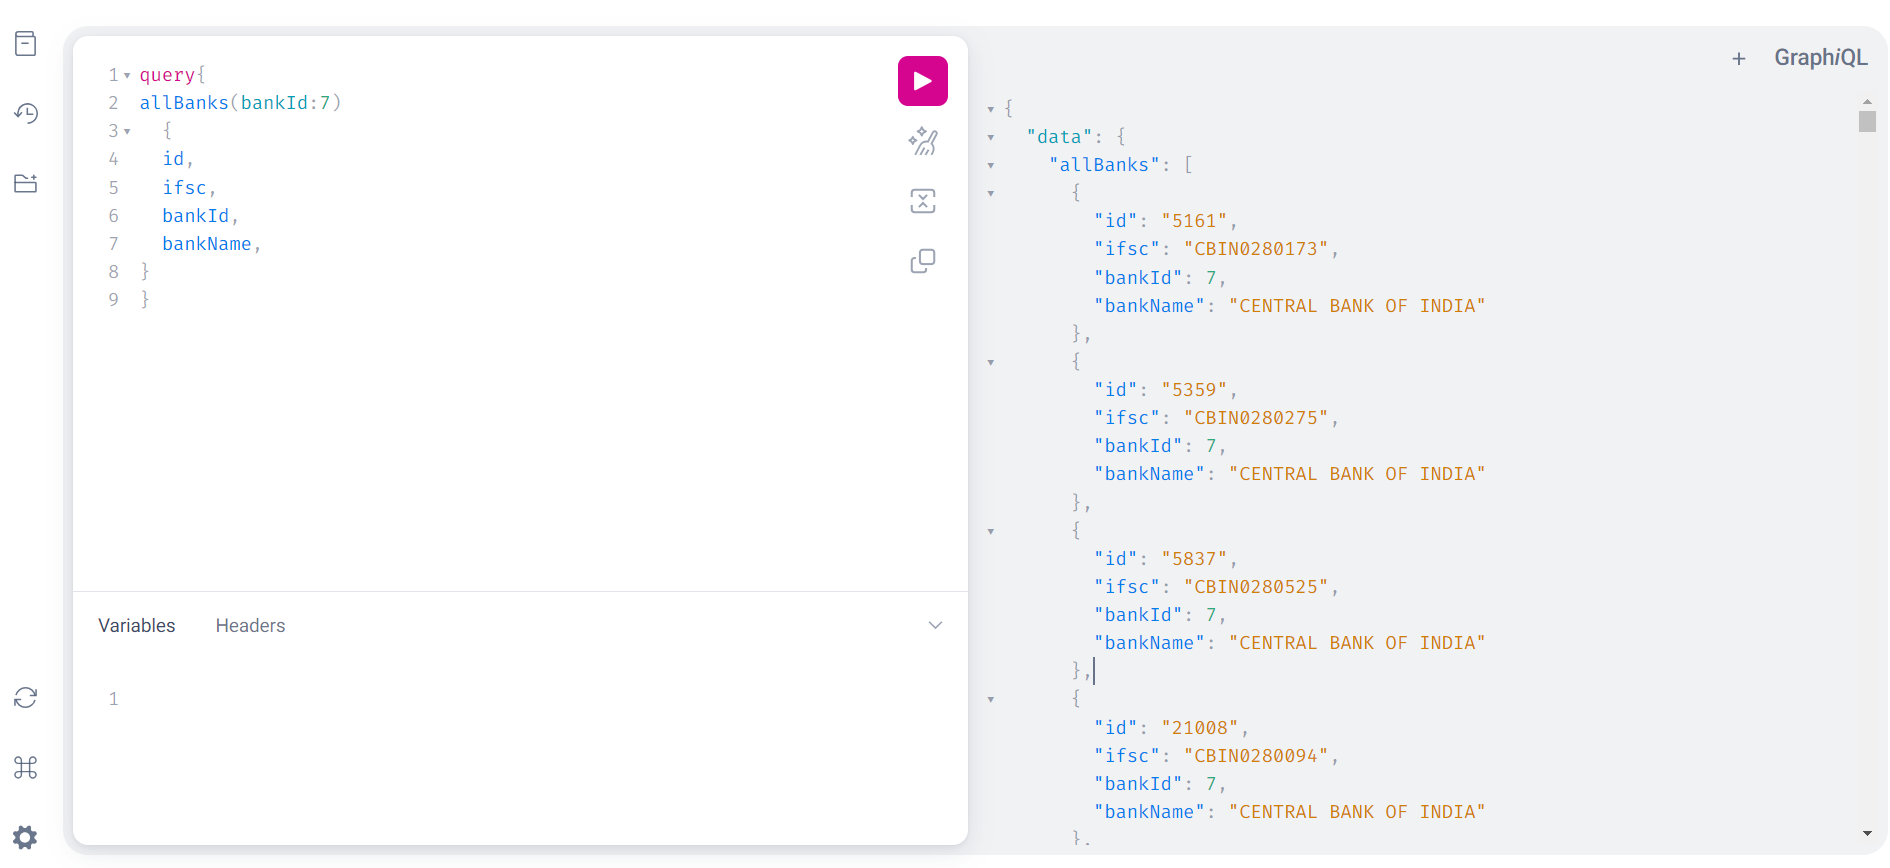 1 query{
2 allBanks(bankId:7)
3 {
4 id,
5 ifsc,
6 bankId,
7 bankName,
8 }
9 }
Variables Headers
1
+ GraphiQL
{
"data": {
"allBanks": [
{
"id": "5161",
"ifsc": "CBIN0280173",
"bankId": 7,
"bankName": "CENTRAL BANK OF INDIA"
},
{
"id": "5359",
"ifsc": "CBIN0280275",
"bankId": 7,
"bankName": "CENTRAL BANK OF INDIA"
},
{
"id": "5837",
"ifsc": "CBIN0280525",
"bankId": 7,
"bankName": "CENTRAL BANK OF INDIA"
},
{
"id": "21008",
"ifsc": "CBIN0280094",
"bankId": 7,
"bankName": "CENTRAL BANK OF INDIA"
},